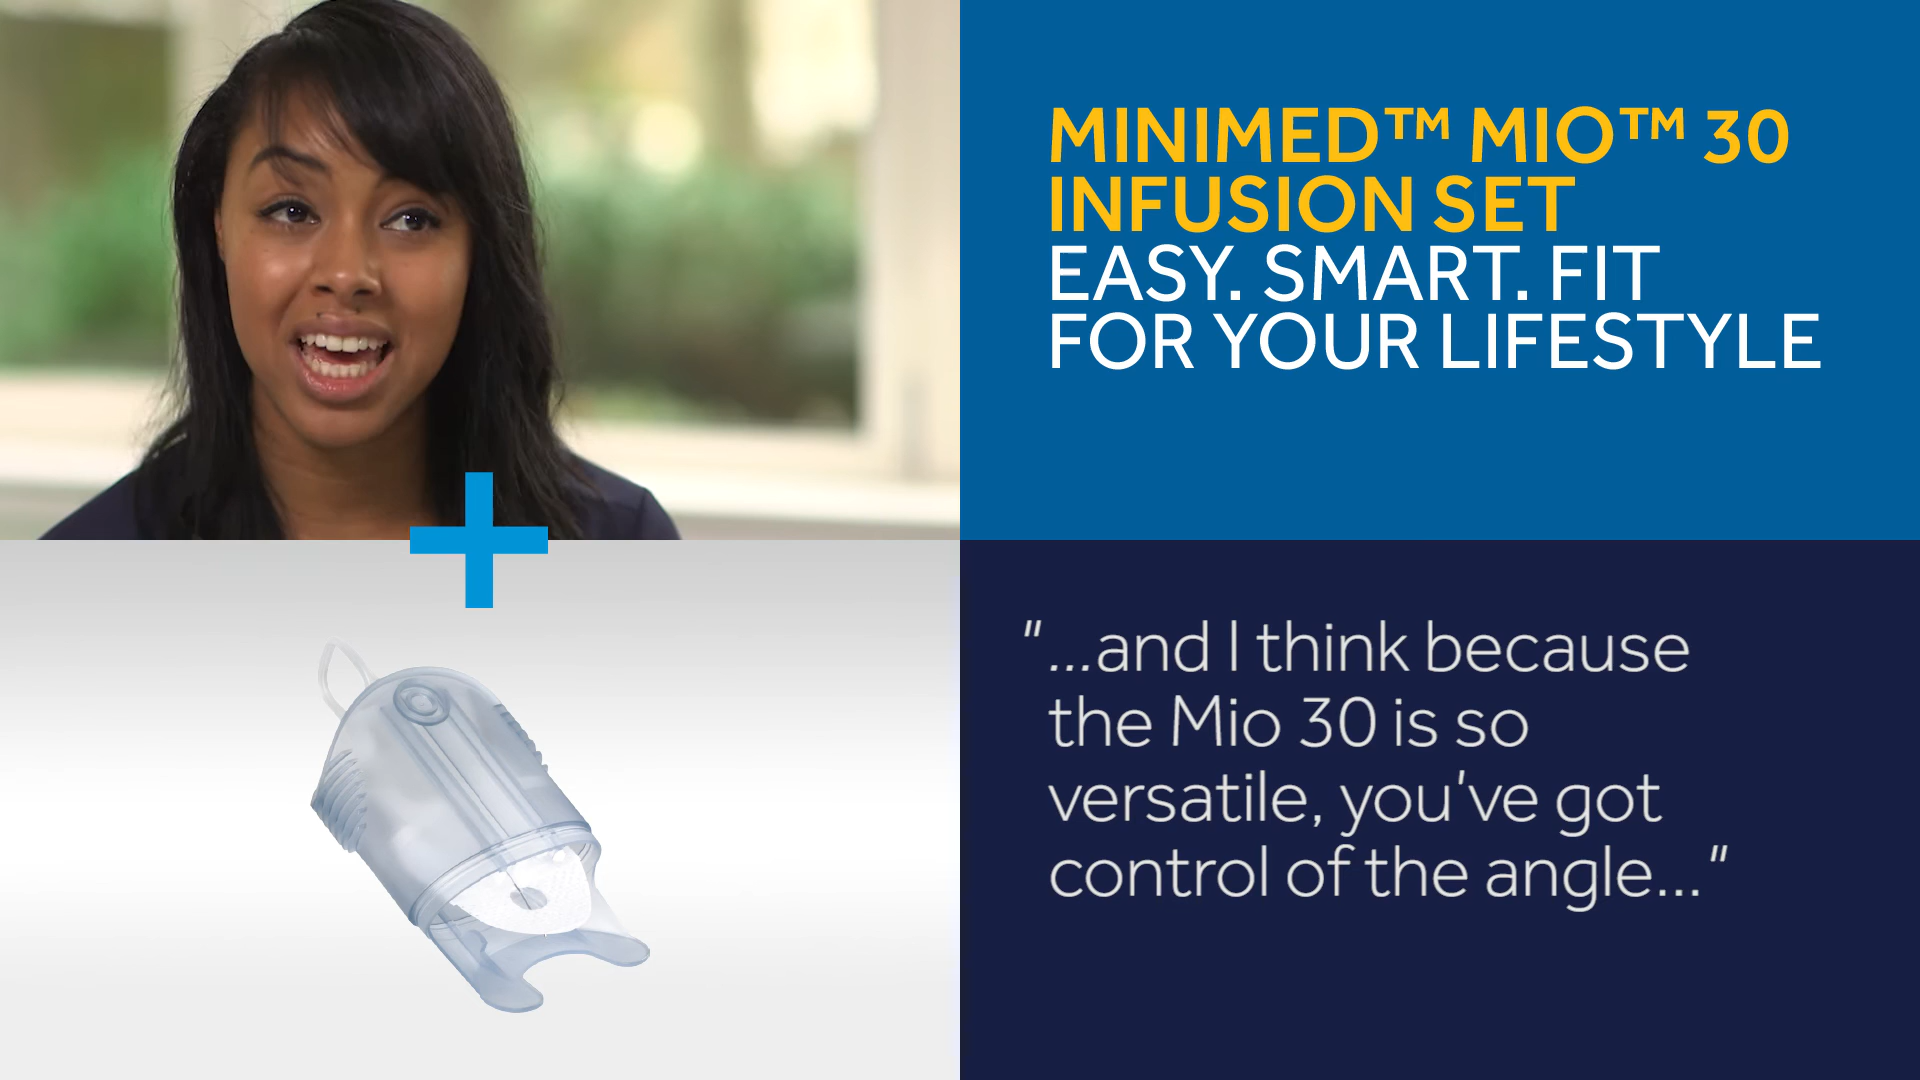 MINIMED™ MIO™ 30
INFUSION SET
EASY. SMART. FIT
FOR YOUR LIFESTYLE
"...and I think because
the Mio 30 is so
versatile, you've got
control of the angle..."